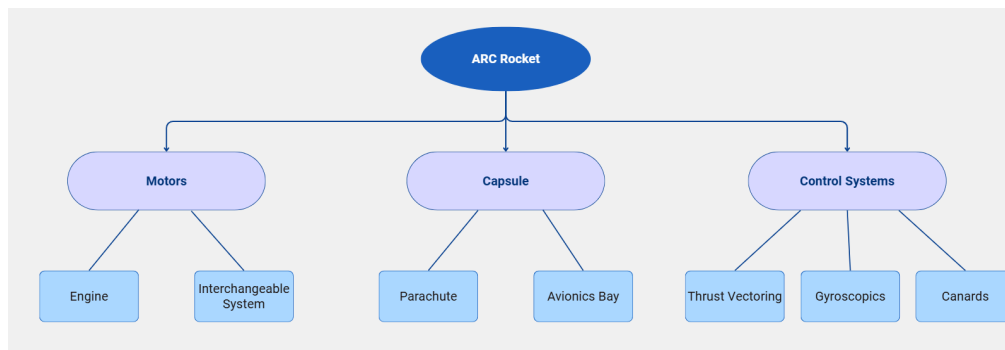 ARC Rocket
Motors
Capsule
Control Systems
Engine
Interchangeable
System
Parachute
Avionics Bay
Thrust Vectoring
Gyroscopics
Canards